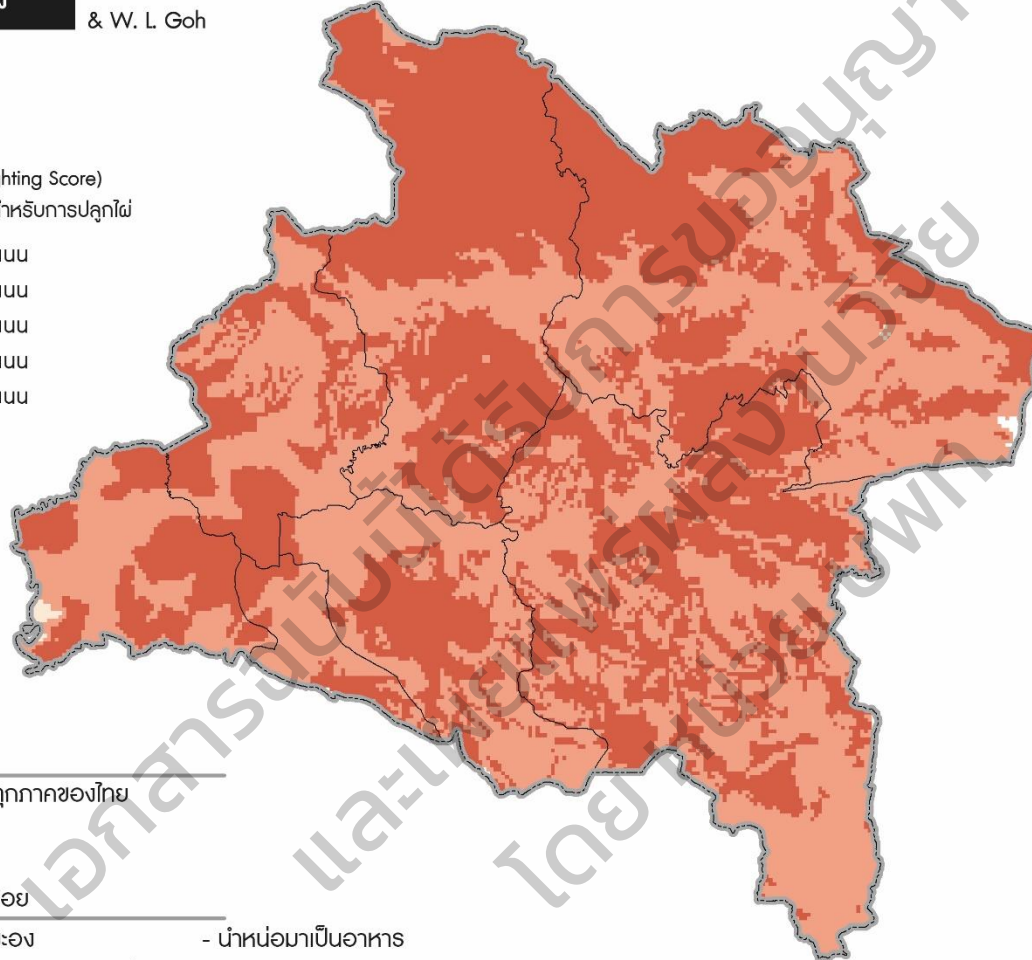 & W. L. Goh
hting Score)
ำหรับการปลูกไผ่
นน
นน
นน
นน
นน
ทุกภาคของไทย
อย
ะอง
- นำหน่อมาเป็นอาหาร
เอกสารฉบับนี้ได้รับการขออนุญา
และเผยแพร่ผลงานวิจัย
โดย หน่วย อพท.